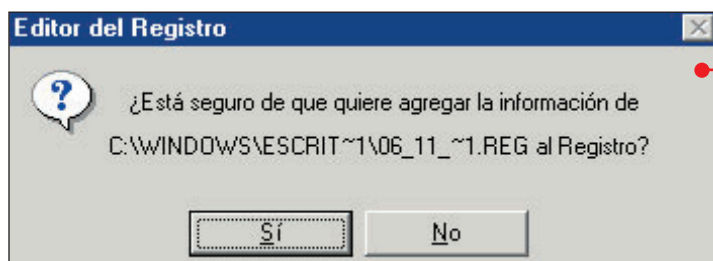 Editor del Registro
¿Está seguro de que quiere agregar la información de
C:\WINDOWS\ESCRIT~1\06_11_~1.REG al Registro?
Sí
No